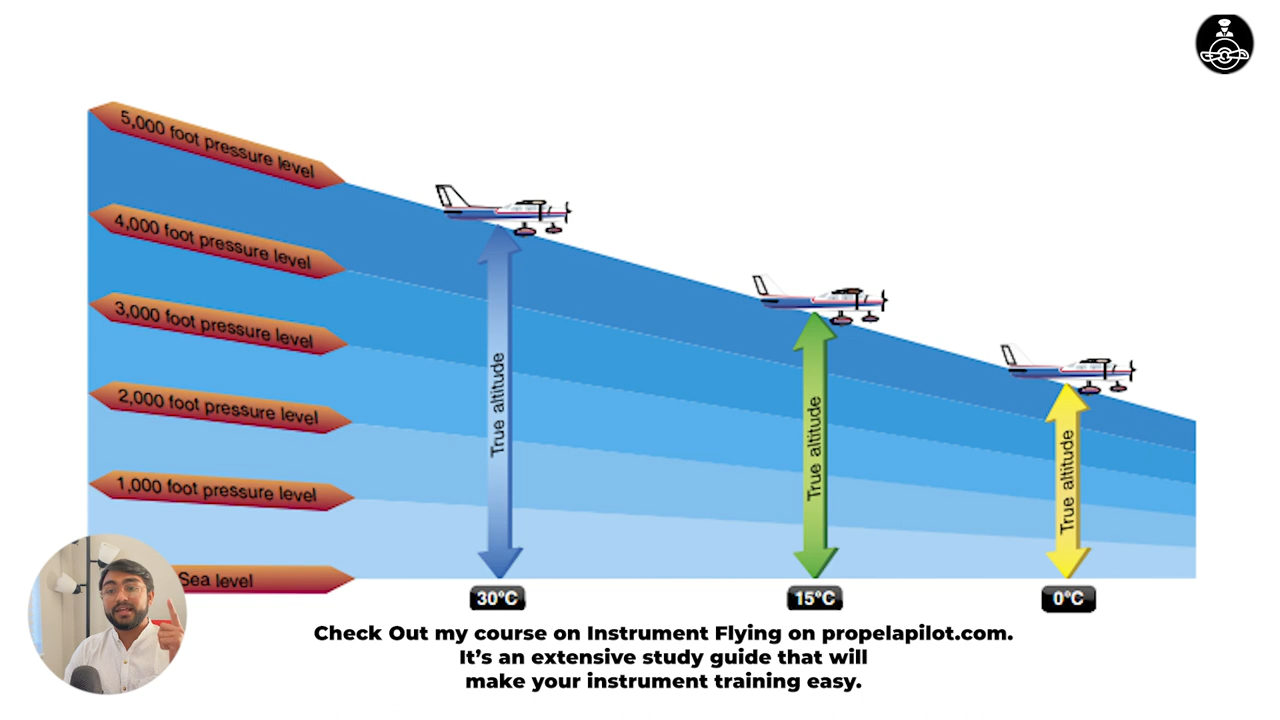 5,000 foot pressure level
4,000 foot pressure level
3,000 foot pressure level
2,000 foot pressure level
1,000 foot pressure level
Sea level
True altitude
True altitude
True altitude
30°C
15°C
0°C
Check Out my course on Instrument Flying on propelapilot.com.
It’s an extensive study guide that will
make your instrument training easy.